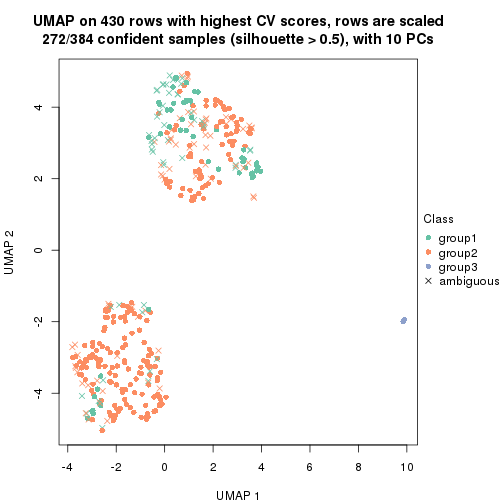 UMAP on 430 rows with highest CV scores, rows are scaled
272/384 confident samples (silhouette > 0.5), with 10 PCs
4
2
0
-2
-4
UMAP 2
-4
-2
0
2
4
6
8
10
UMAP 1
Class
group1
group2
group3
ambiguous